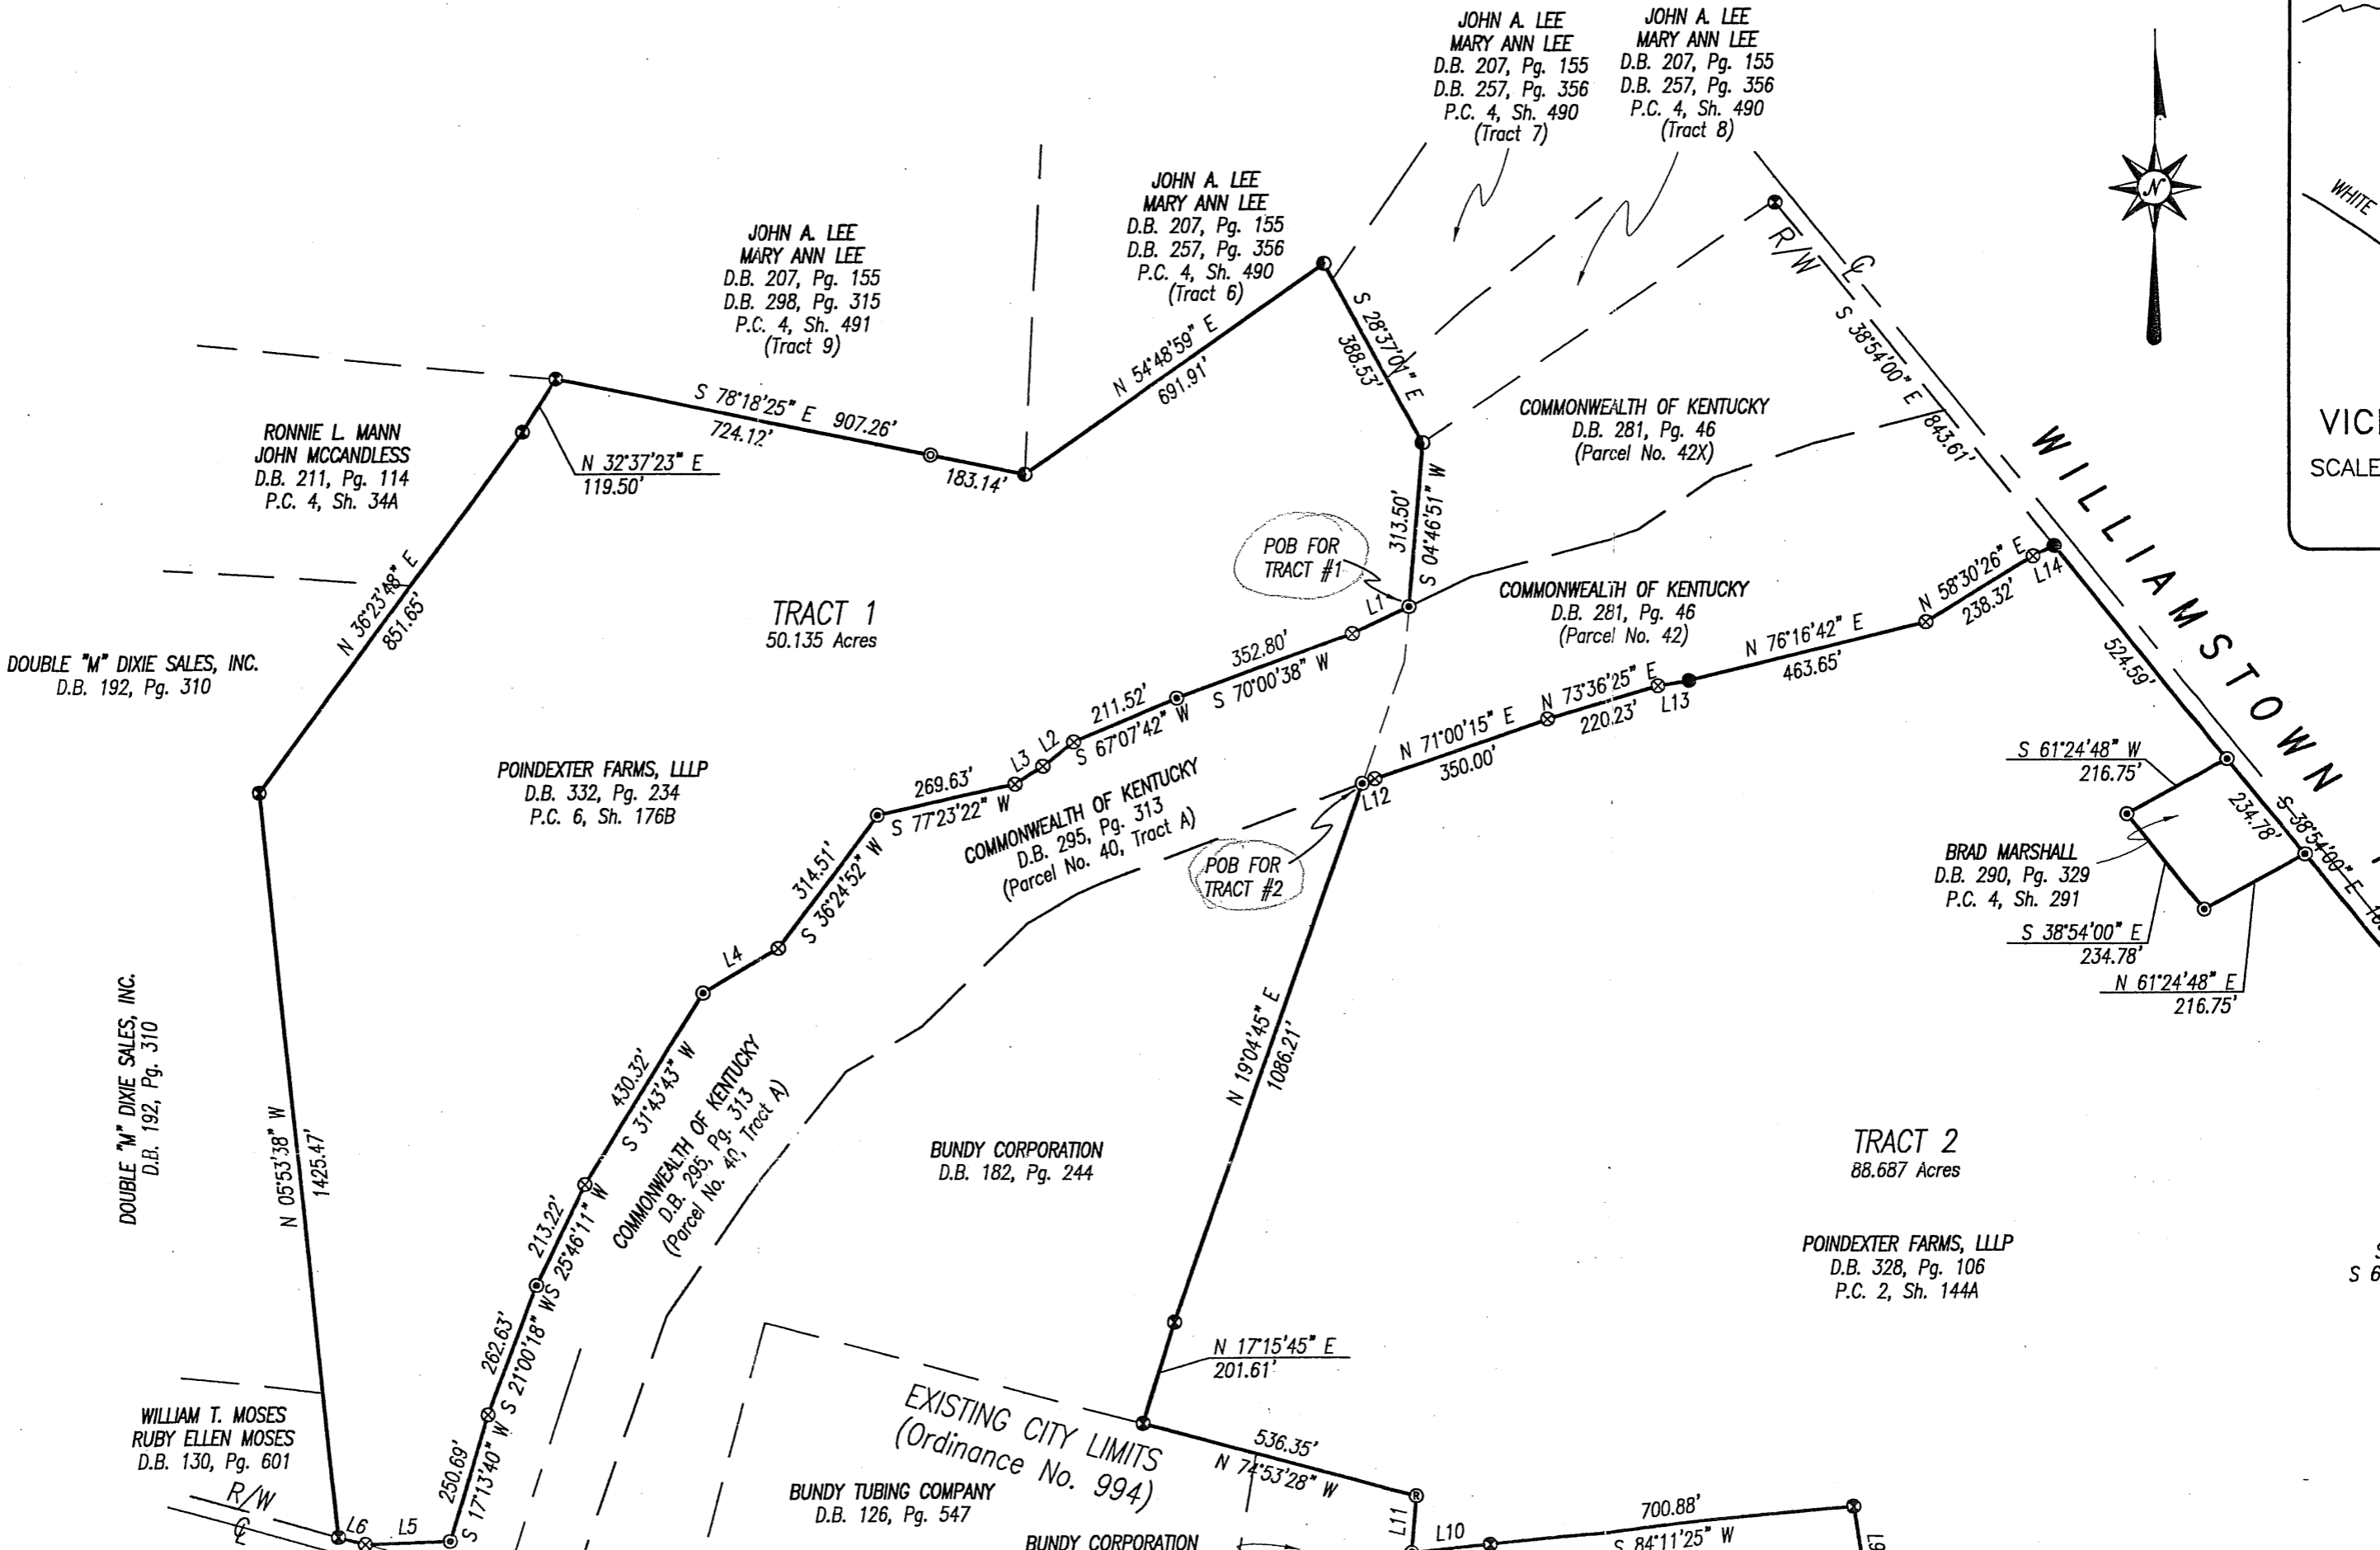 JOHN A. LEE
MARY ANN LEE
D.B. 207, Pg. 155
D.B. 257, Pg. 356
P.C. 4, Sh. 490
(Tract 7)
JOHN A. LEE
MARY ANN LEE
D.B. 207, Pg. 155
D.B. 257, Pg. 356
P.C. 4, Sh. 490
(Tract 8)
JOHN A. LEE
MARY ANN LEE
D.B. 207, Pg. 155
D.B. 257, Pg. 356
P.C. 4, Sh. 490
(Tract 6)
JOHN A. LEE
MARY ANN LEE
D.B. 207, Pg. 155
D.B. 298, Pg. 315
P.C. 4, Sh. 491
(Tract 9)
N
WHITE
VICI
SCALE
R/W
℄
S 38°54'00" E
843.61'
WILLIAMSTOWN
S 28°37'01" E
388.53'
N 54°48'59" E
691.91'
S 78°18'25" E 907.26'
724.12'
183.14'
N 32°37'23" E
119.50'
RONNIE L. MANN
JOHN MCCANDLESS
D.B. 211, Pg. 114
P.C. 4, Sh. 34A
COMMONWEALTH OF KENTUCKY
D.B. 281, Pg. 46
(Parcel No. 42X)
313.50'
S 04°46'51" W
POB FOR
TRACT #1
L1
N 36°23'48" E
851.65'
TRACT 1
50.135 Acres
COMMONWEALTH OF KENTUCKY
D.B. 281, Pg. 46
(Parcel No. 42)
N 58°30'26" E
238.32'
L14
N 76°16'42" E
463.65'
524.59'
352.80'
S 70°00'38" W
DOUBLE "M" DIXIE SALES, INC.
D.B. 192, Pg. 310
211.52'
S 67°07'42" W
L2
L3
N 73°36'25" E
220.23'
L13
N 71°00'15" E
350.00'
L12
POINDEXTER FARMS, LLLP
D.B. 332, Pg. 234
P.C. 6, Sh. 176B
269.63'
S 77°23'22" W
COMMONWEALTH OF KENTUCKY
D.B. 295, Pg. 313
(Parcel No. 40, Tract A)
S 61°24'48" W
216.75'
234.78'
S 38°54'00" E
BRAD MARSHALL
D.B. 290, Pg. 329
P.C. 4, Sh. 291
S 38°54'00" E
234.78'
N 61°24'48" E
216.75'
POB FOR
TRACT #2
314.51'
S 36°24'52" W
L4
DOUBLE "M" DIXIE SALES, INC.
D.B. 192, Pg. 310
N 05°53'38" W
1425.47'
430.32'
S 31°43'43" W
COMMONWEALTH OF KENTUCKY
D.B. 295, Pg. 313
(Parcel No. 40, Tract A)
N 19°04'45" E
1086.21'
BUNDY CORPORATION
D.B. 182, Pg. 244
TRACT 2
88.687 Acres
POINDEXTER FARMS, LLLP
D.B. 328, Pg. 106
P.C. 2, Sh. 144A
S 6
213.22'
S 25°46'11" W
262.63'
S 21°00'18" W
N 17°15'45" E
201.61'
EXISTING CITY LIMITS
(Ordinance No. 994)
WILLIAM T. MOSES
RUBY ELLEN MOSES
D.B. 130, Pg. 601
250.69'
S 17°13'40" W
536.35'
N 74°53'28" W
BUNDY TUBING COMPANY
D.B. 126, Pg. 547
R/W
℄
L6
L5
L11
L10
700.88'
S 84°11'25" W
L9
BUNDY CORPORATION